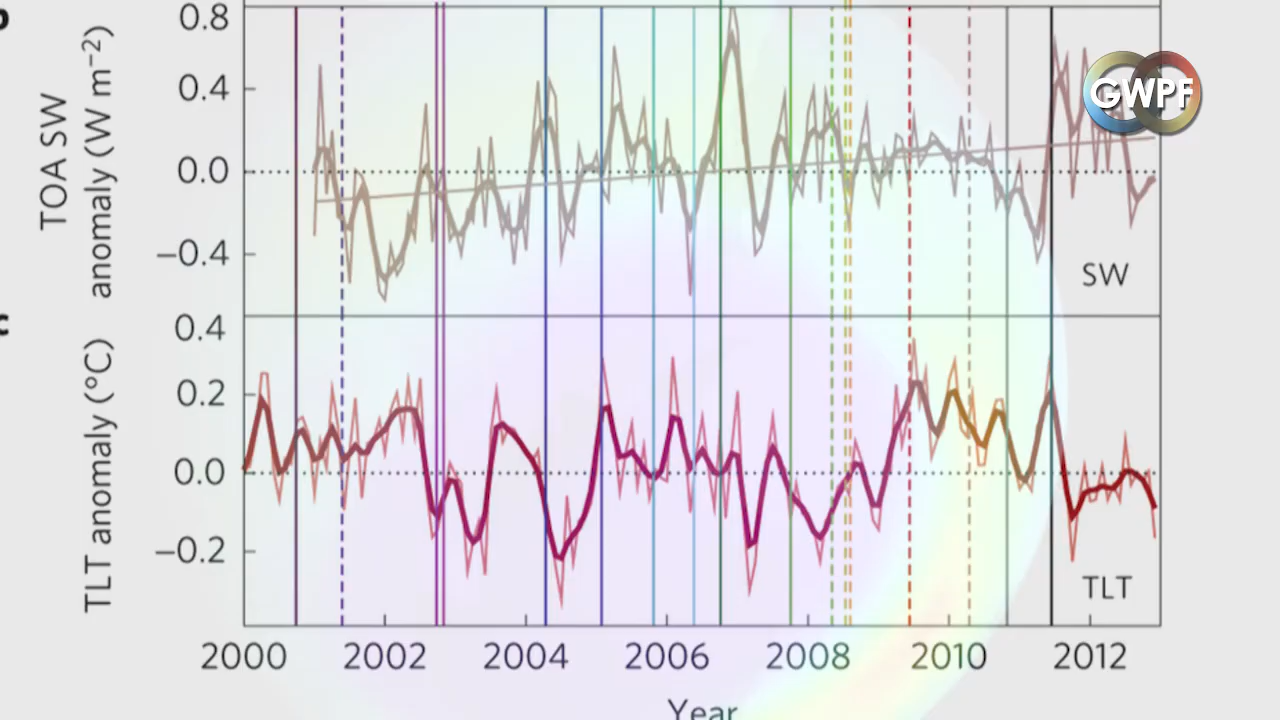 b
0.8
0.4
0.0
−0.4
TOA SW
anomaly (W m−2)
SW
GWPF
c
0.4
0.2
0.0
−0.2
TLT anomaly (°C)
TLT
2000 2002 2004 2006 2008 2010 2012
Year